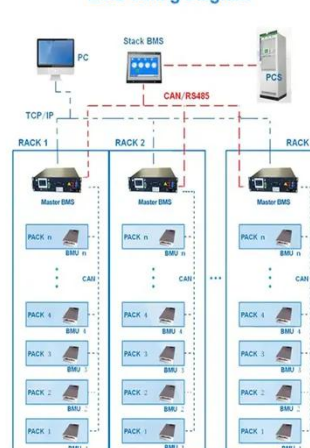 Stack BMS
PC
PCS
CAN/RS485
TCP/IP
RACK 1
RACK 2
RACK
Master BMS
Master BMS
Master BMS
PACK n
BMU n
PACK n
BMU n
PACK n
BMU n
CAN
CAN
CAN
PACK 4
BMU 4
PACK 4
BMU 4
PACK 4
BMU 4
PACK 3
BMU 3
PACK 3
BMU 3
PACK 3
BMU 3
PACK 2
BMU 2
PACK 2
BMU 2
PACK 2
BMU 2
PACK 1
PACK 1
PACK 1